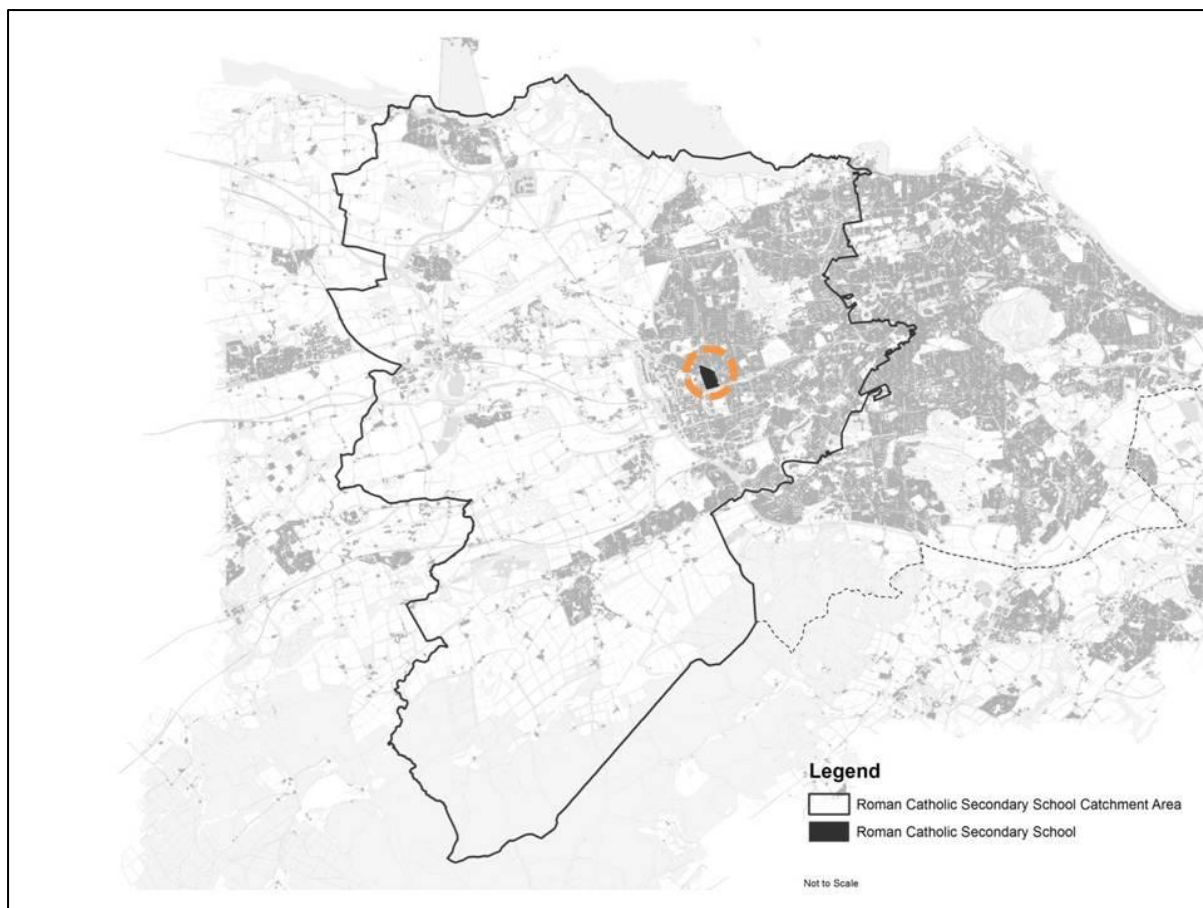 Legend
Roman Catholic Secondary School Catchment Area
Roman Catholic Secondary School
Not to Scale